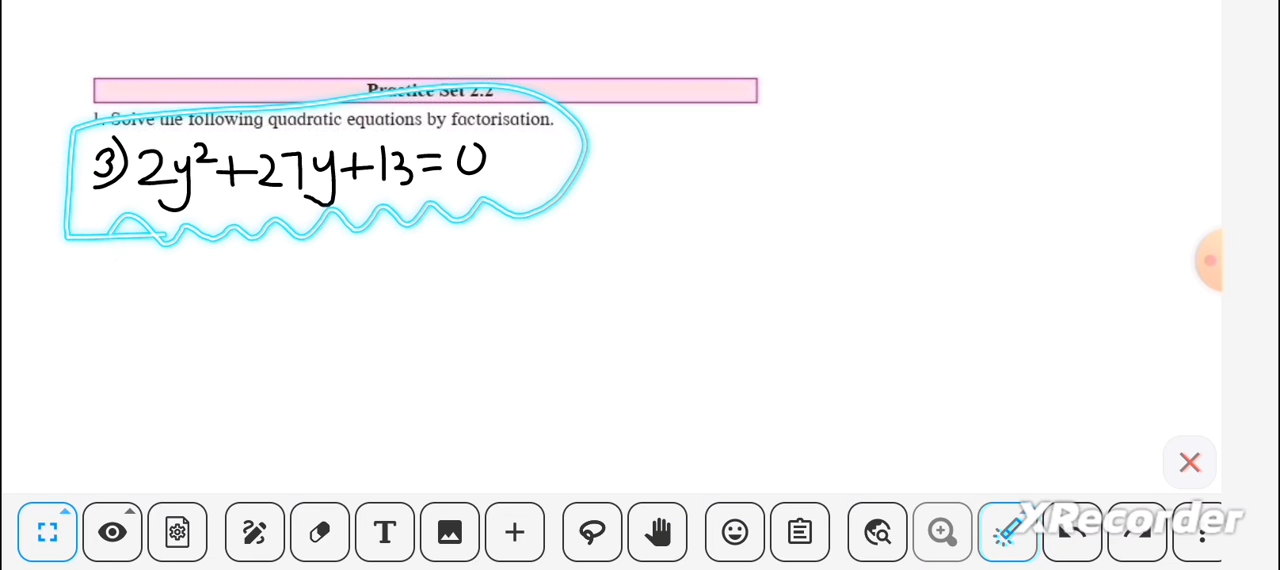 Practice Set 2.2
1. Solve the following quadratic equations by factorisation.
3) 2y²+27y+13=0
T
XRecorder